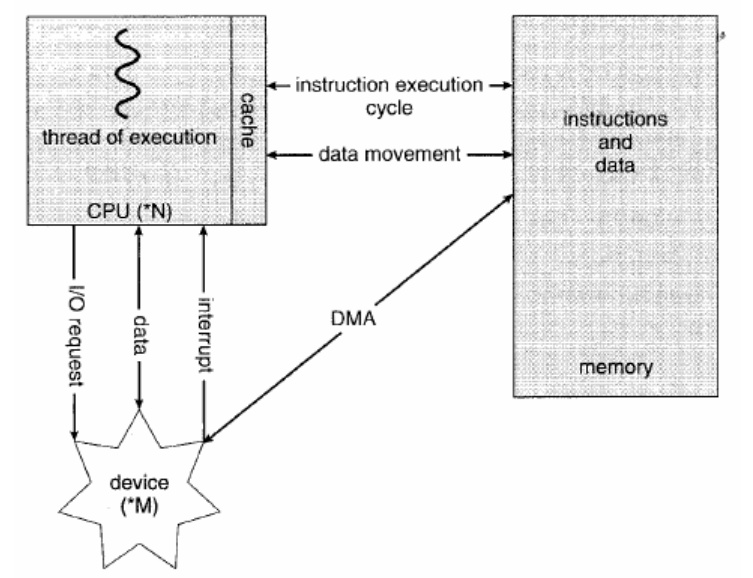 thread of execution
cache
CPU (*N)
instruction execution
cycle
data movement
instructions
and
data
memory
I/O request
data
interrupt
DMA
device
(*M)